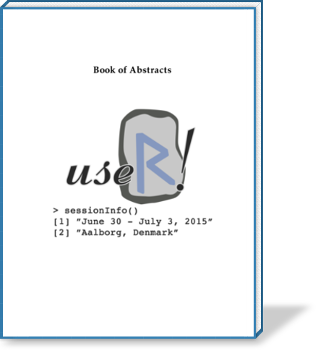 Book of Abstracts
useR!
> sessionInfo()
[1] "June 30 - July 3, 2015"
[2] "Aalborg, Denmark"